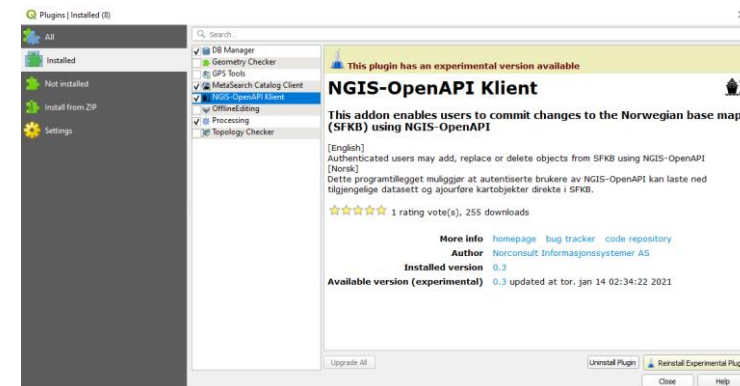 Plugins | Installed (8)
All
Installed
Not installed
Install from ZIP
Settings
Search...
DB Manager
Geometry Checker
GPS Tools
MetaSearch Catalog Client
NGIS-OpenAPI Klient
OfflineEditing
Processing
Topology Checker
This plugin has an experimental version available
NGIS-OpenAPI Klient
This addon enables users to commit changes to the Norwegian base map
(SFKB) using NGIS-OpenAPI
[English]
Authenticated users may add, replace or delete objects from SFKB using NGIS-OpenAPI
[Norsk]
Dette programtillegget muliggjør at autentiserte brukere av NGIS-OpenAPI kan laste ned
tilgjengelige datasett og ajourføre kartobjekter direkte i SFKB.
1 rating vote(s), 255 downloads
More info homepage bug tracker code repository
Author Norconsult Informasjonssystemer AS
Installed version 0.3
Available version (experimental) 0.3 updated at tor. jan 14 02:34:22 2021
Upgrade All
Uninstall Plugin
Reinstall Experimental Plug
Close
Help